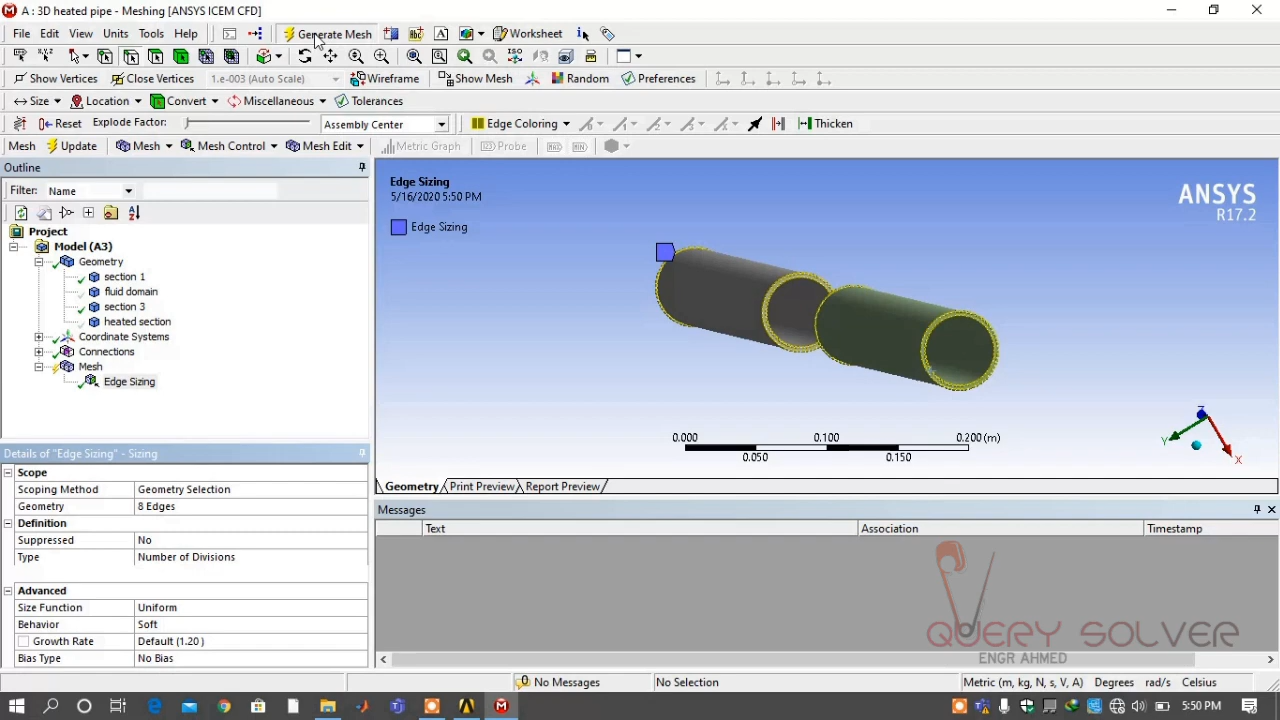 A : 3D heated pipe - Meshing [ANSYS ICEM CFD]
File Edit View Units Tools Help Generate Mesh Worksheet
Show Vertices Close Vertices 1.e-003 (Auto Scale) Wireframe Show Mesh Random Preferences
Size Location Convert Miscellaneous Tolerances
Reset Explode Factor: Assembly Center Edge Coloring Thicken
Mesh Update Mesh Mesh Control Mesh Edit Metric Graph Probe
Outline
Filter: Name
Project
Model (A3)
Geometry
section 1
fluid domain
section 3
heated section
Coordinate Systems
Connections
Mesh
Edge Sizing
Details of "Edge Sizing" - Sizing
Scope
Scoping Method Geometry Selection
Geometry 8 Edges
Definition
Suppressed No
Type Number of Divisions
Advanced
Size Function Uniform
Behavior Soft
Growth Rate Default (1.20 )
Bias Type No Bias
Edge Sizing
5/16/2020 5:50 PM
Edge Sizing
ANSYS
R17.2
0.000 0.100 0.200 (m)
0.050 0.150
Z
Y
X
Geometry Print Preview Report Preview
Messages
Text Association Timestamp
QUERY SOLVER
ENGR AHMED
No Messages No Selection Metric (m, kg, N, s, V, A) Degrees rad/s Celsius
5:50 PM